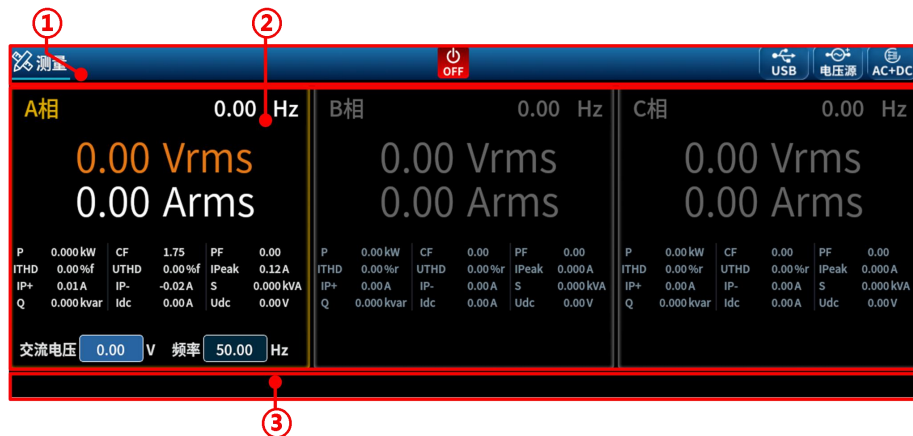 ① ②
测量 OFF USB 电压源 AC+DC
A相 0.00 Hz B相 0.00 Hz C相 0.00 Hz
0.00 Vrms 0.00 Vrms 0.00 Vrms
0.00 Arms 0.00 Arms 0.00 Arms
P 0.000 kW CF 1.75 PF 0.00 P 0.00 kW CF 0.00 PF 0.00 P 0.00 kW CF 0.00 PF 0.00
ITHD 0.00 %f UTHD 0.00 %f IPeak 0.12 A ITHD 0.00 %r UTHD 0.00 %r IPeak 0.000 A ITHD 0.00 %r UTHD 0.00 %r IPeak 0.000 A
IP+ 0.01 A IP- -0.02 A S 0.000 kVA IP+ 0.00 A IP- 0.00 A S 0.000 kVA IP+ 0.00 A IP- 0.00 A S 0.000 kVA
Q 0.000 kvar Idc 0.00 A Udc 0.00 V Q 0.000 kvar Idc 0.00 A Udc 0.00 V Q 0.000 kvar Idc 0.00 A Udc 0.00 V
交流电压 0.00 V 频率 50.00 Hz
③